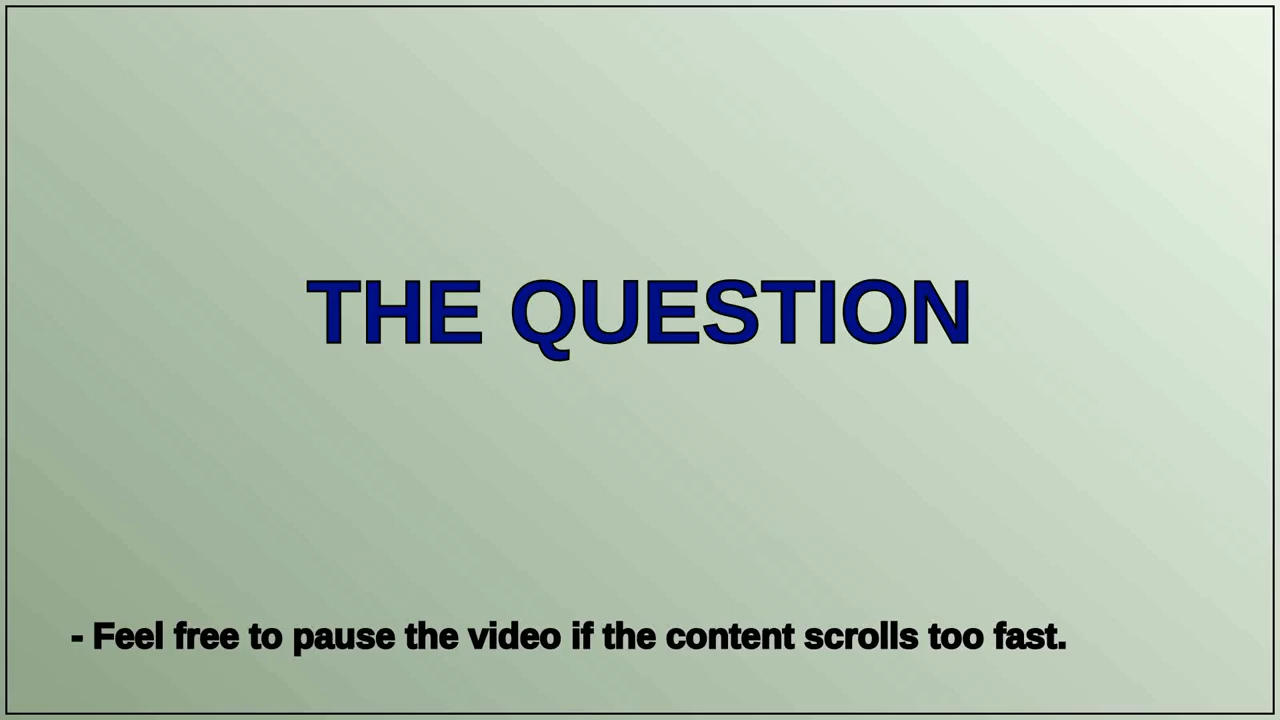 THE QUESTION
- Feel free to pause the video if the content scrolls too fast.